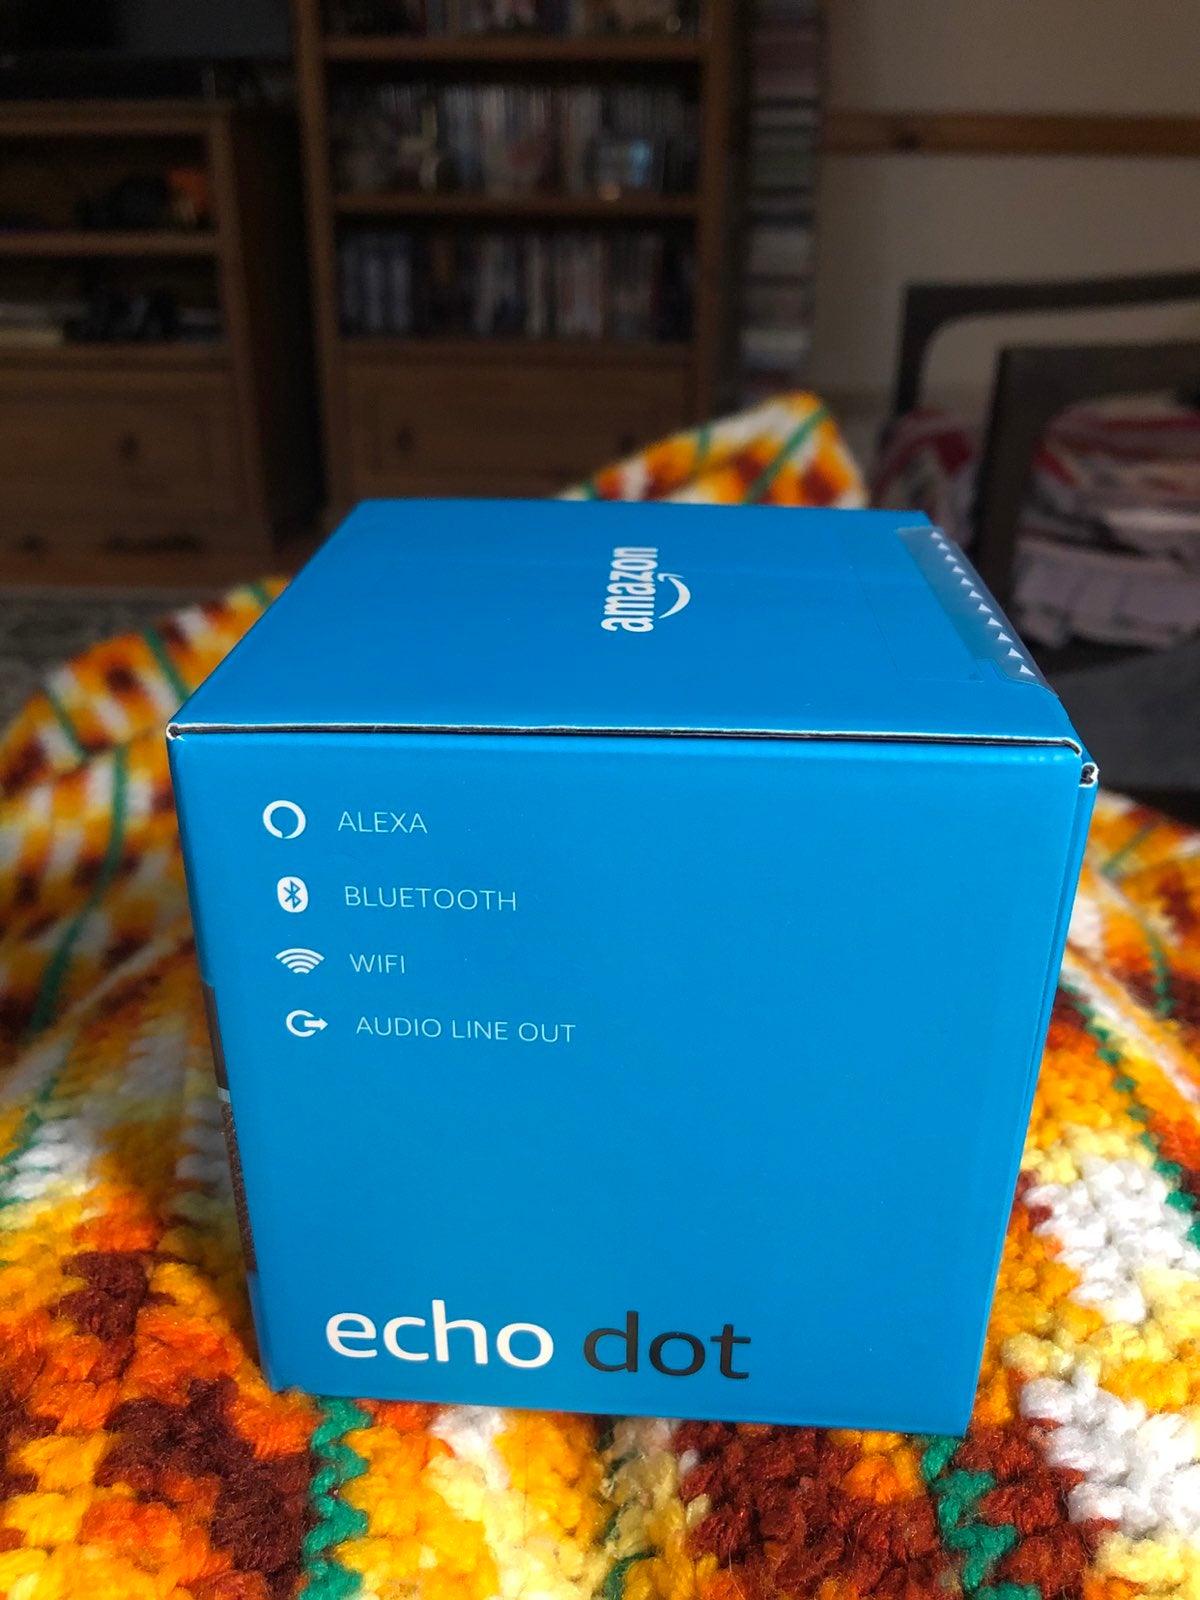 amazon
ALEXA
BLUETOOTH
WIFI
AUDIO LINE OUT
echo dot